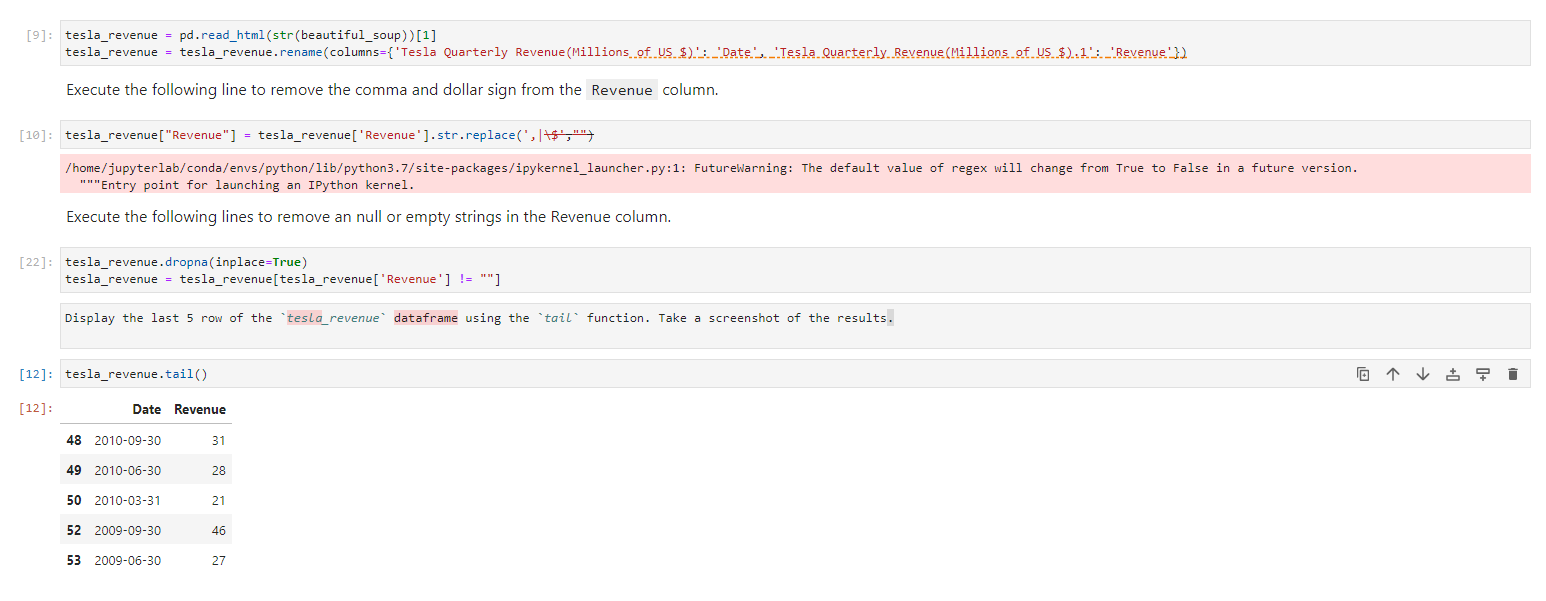 [9]: tesla_revenue = pd.read_html(str(beautiful_soup))[1]
tesla_revenue = tesla_revenue.rename(columns={'Tesla Quarterly Revenue(Millions of US $)': 'Date', 'Tesla Quarterly Revenue(Millions of US $).1': 'Revenue'})
Execute the following line to remove the comma and dollar sign from the Revenue column.
[10]: tesla_revenue["Revenue"] = tesla_revenue['Revenue'].str.replace(',|\$',"")
/home/jupyterlab/conda/envs/python/lib/python3.7/site-packages/ipykernel_launcher.py:1: FutureWarning: The default value of regex will change from True to False in a future version.
"""Entry point for launching an IPython kernel.
Execute the following lines to remove an null or empty strings in the Revenue column.
[22]: tesla_revenue.dropna(inplace=True)
tesla_revenue = tesla_revenue[tesla_revenue['Revenue'] != ""]
Display the last 5 row of the `tesla_revenue` dataframe using the `tail` function. Take a screenshot of the results.
[12]: tesla_revenue.tail()
[12]: Date Revenue
48 2010-09-30 31
49 2010-06-30 28
50 2010-03-31 21
52 2009-09-30 46
53 2009-06-30 27